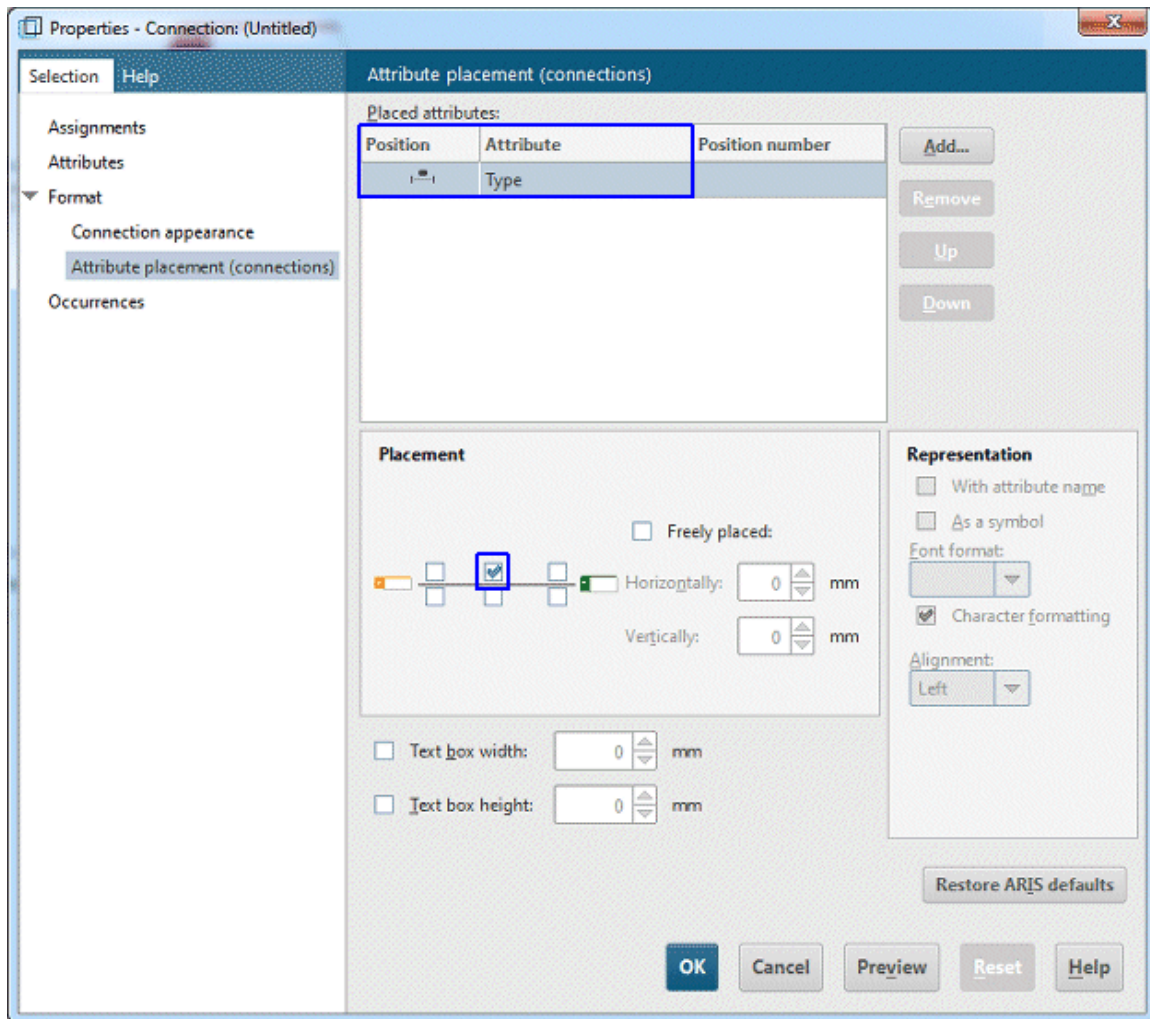 Properties - Connection: (Untitled)
Selection Help
Attribute placement (connections)
Assignments
Attributes
Format
Connection appearance
Attribute placement (connections)
Occurrences
Placed attributes:
Position Attribute Position number
Type
Add...
Remove
Up
Down
Placement
Freely placed:
Horizontally: 0 mm
Vertically: 0 mm
Representation
With attribute name
As a symbol
Font format:
Character formatting
Alignment:
Left
Text box width: 0 mm
Text box height: 0 mm
Restore ARIS defaults
OK Cancel Preview Reset Help